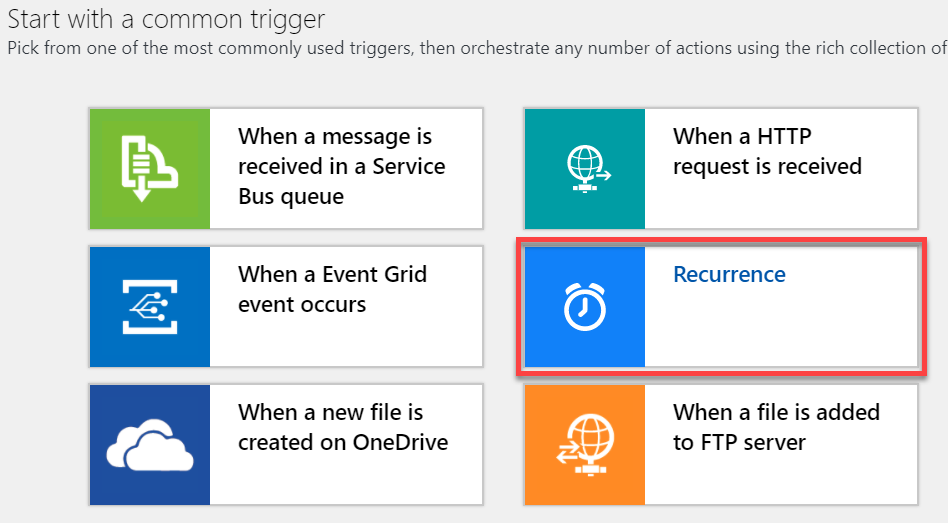 Start with a common trigger
Pick from one of the most commonly used triggers, then orchestrate any number of actions using the rich collection of
When a message is
received in a Service
Bus queue
When a HTTP
request is received
When a Event Grid
event occurs
Recurrence
When a new file is
created on OneDrive
When a file is added
to FTP server